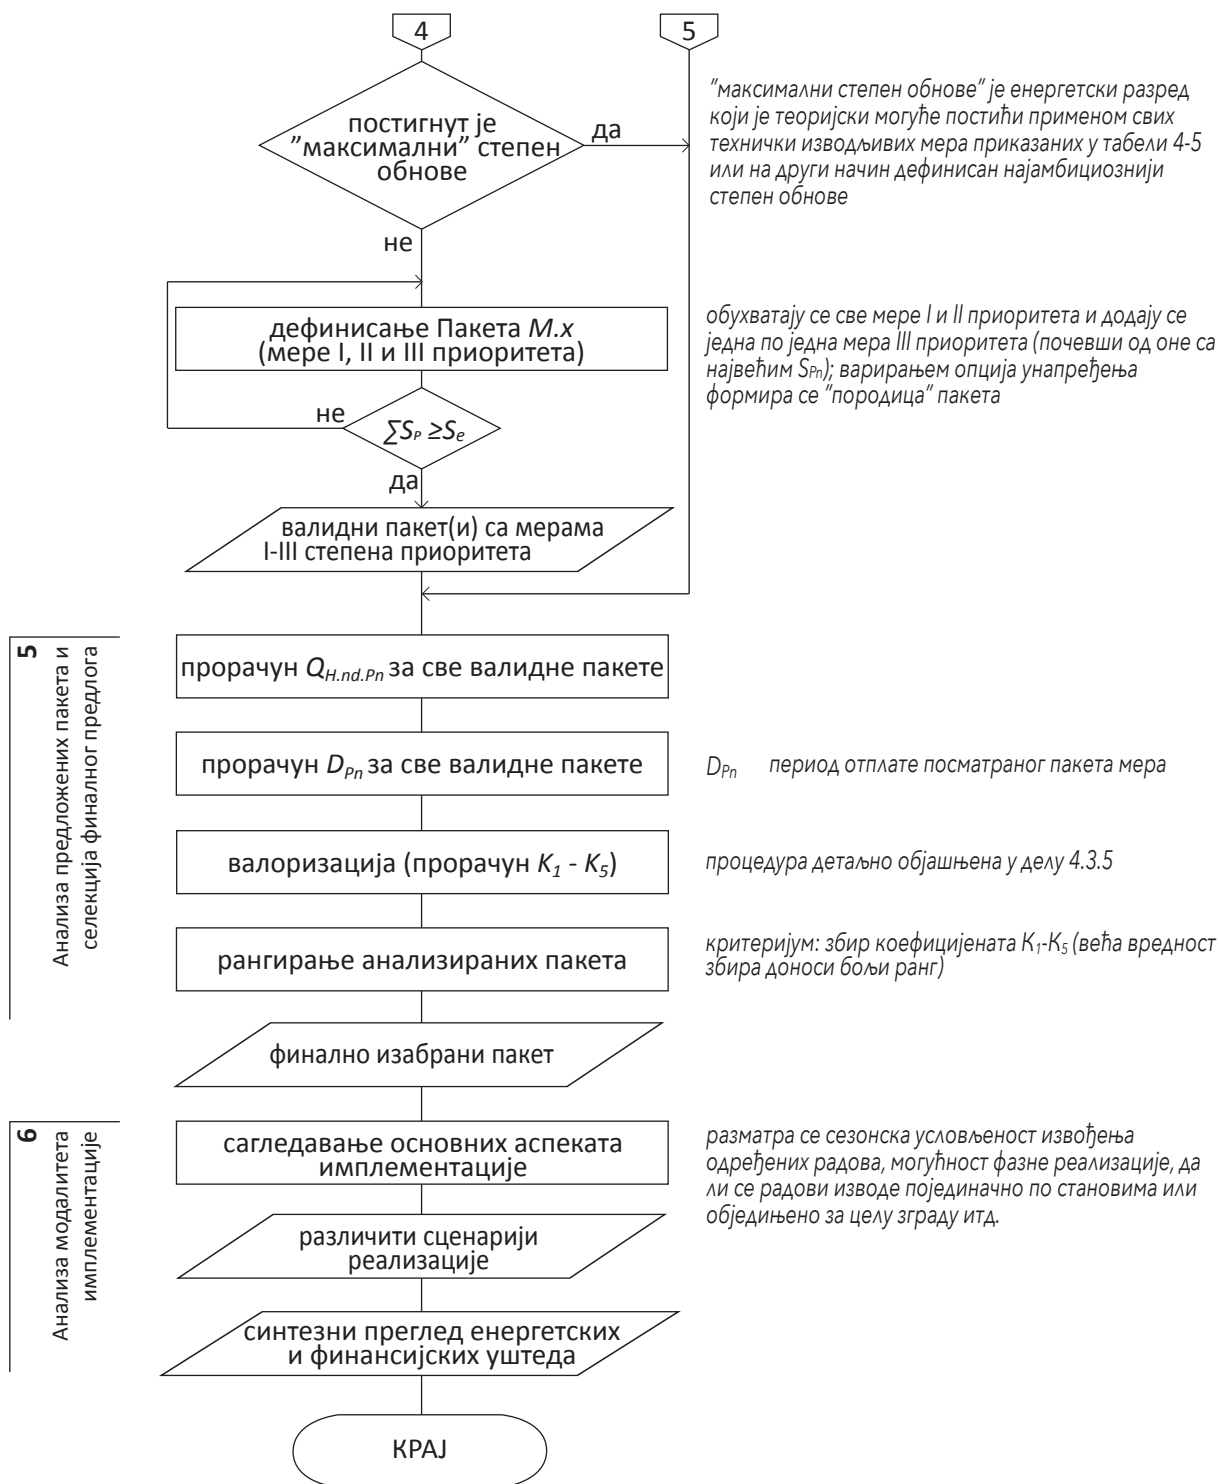 4
5
постигнут је
”максимални” степен
обнове
да
”максимални степен обнове” је енергетски разред
који је теоријски могуће постићи применом свих
технички изводљивих мера приказаних у табели 4-5
или на други начин дефинисан најамбициознији
степен обнове
не
дефинисање Пакета M.x
(мере I, II и III приоритета)
обухватају се све мере I и II приоритета и додају се
једна по једна мера III приоритета (почевши од оне са
највећим SPn); варирањем опција унапређења
формира се ”породица” пакета
не
∑SP ≥Se
да
валидни пакет(и) са мерама
I-III степена приоритета
5
Анализа предложених пакета и
селекција финалног предлога
прорачун QH.nd.Pn за све валидне пакете
прорачун DPn за све валидне пакете
DPn период отплате посматраног пакета мера
валоризација (прорачун K1 - K5)
процедура детаљно објашњена у делу 4.3.5
рангирање анализираних пакета
критеријум: збир коефицијената К1-К5 (већа вредност
збира доноси бољи ранг)
финално изабрани пакет
6
Анализа модалитета
имплементације
сагледавање основних аспеката
имплементације
разматра се сезонска условљеност извођења
одређених радова, могућност фазне реализације, да
ли се радови изводе појединачно по становима или
обједињено за целу зграду итд.
различити сценарији
реализације
синтезни преглед енергетских
и финансијских уштеда
КРАЈ